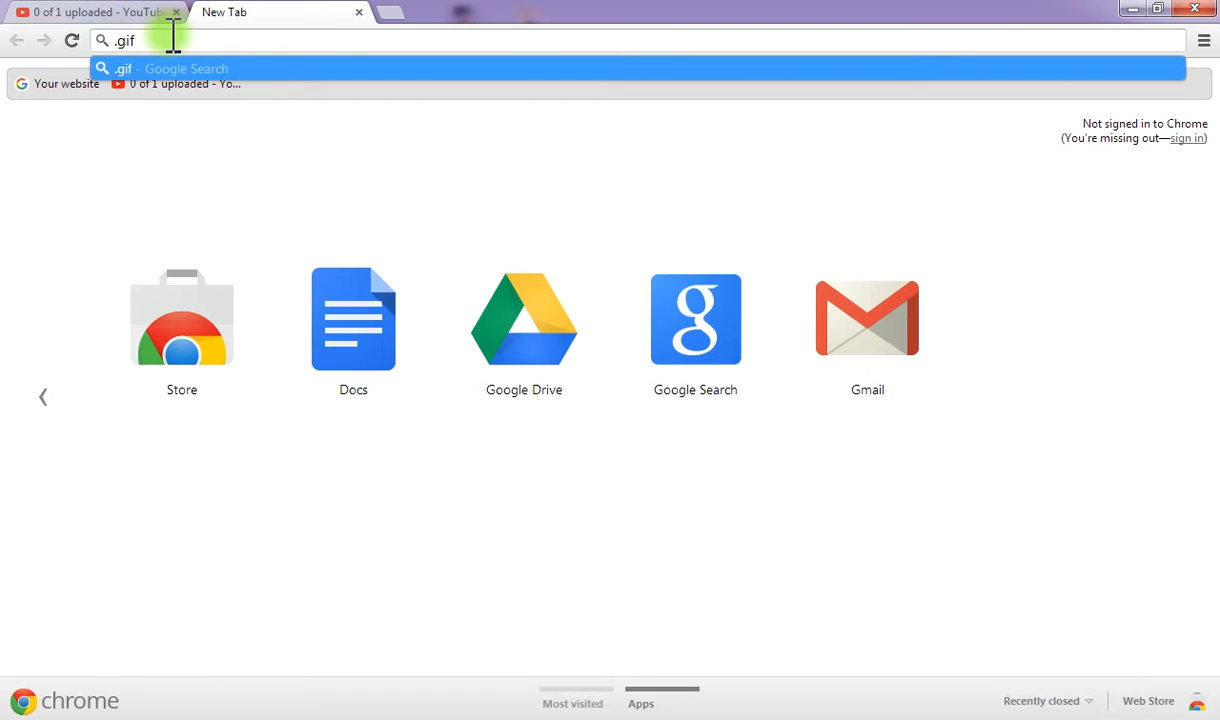 0 of 1 uploaded - YouTub
New Tab
.gif
.gif - Google Search
Your website
0 of 1 uploaded - Yo...
Not signed in to Chrome
(You're missing out—sign in)
Store
Docs
Google Drive
Google Search
Gmail
chrome
Most visited
Apps
Recently closed
Web Store